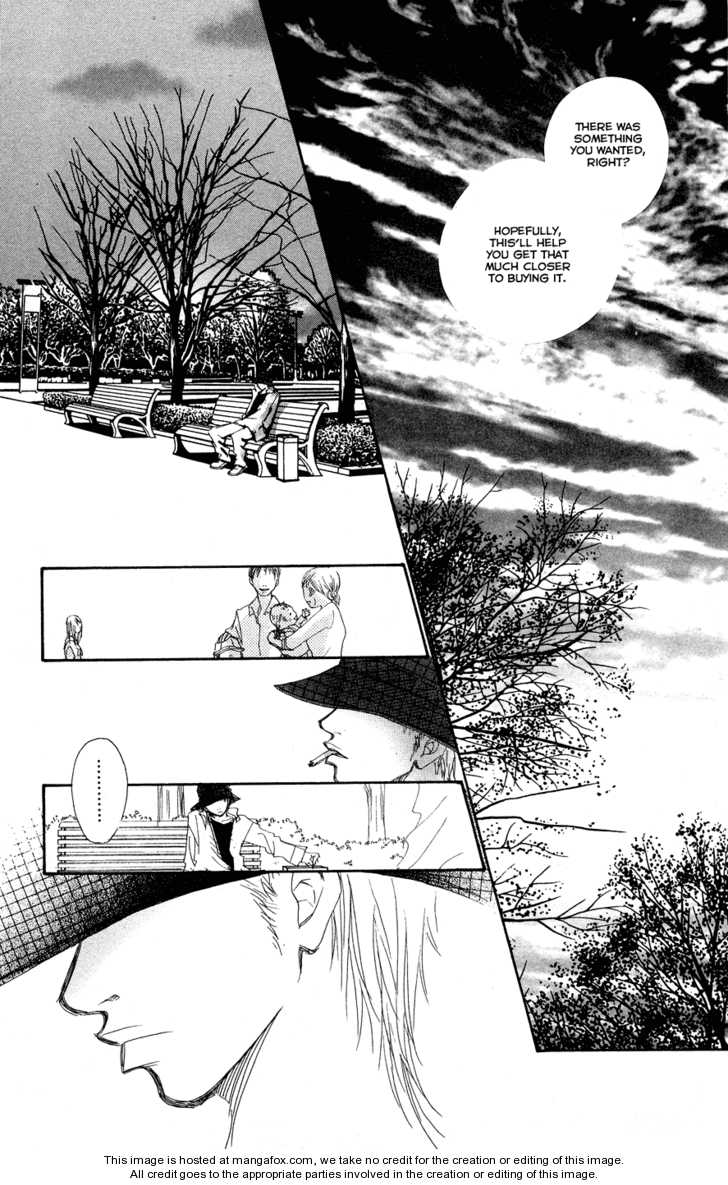 THERE WAS
SOMETHING
YOU WANTED,
RIGHT?
HOPEFULLY,
THIS'LL HELP
YOU GET THAT
MUCH CLOSER
TO BUYING IT.
........
This image is hosted at mangafox.com, we take no credit for the creation or editing of this image.
All credit goes to the appropriate parties involved in the creation or editing of this image.